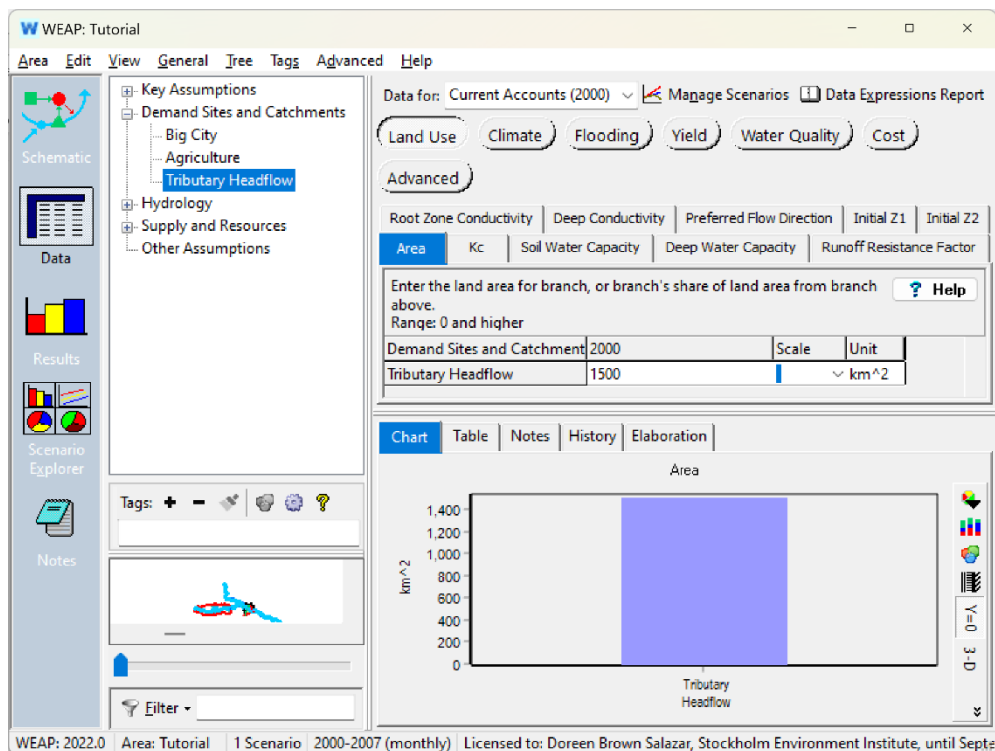 WEAP: Tutorial
Area Edit View General Tree Tags Advanced Help
Schematic
Data
Results
Scenario
Explorer
Notes
Key Assumptions
Demand Sites and Catchments
Big City
Agriculture
Tributary Headflow
Hydrology
Supply and Resources
Other Assumptions
Tags:
Filter
Data for: Current Accounts (2000) Manage Scenarios Data Expressions Report
Land Use Climate Flooding Yield Water Quality Cost
Advanced
Root Zone Conductivity Deep Conductivity Preferred Flow Direction Initial Z1 Initial Z2
Area Kc Soil Water Capacity Deep Water Capacity Runoff Resistance Factor
Enter the land area for branch, or branch's share of land area from branch
above.
Range: 0 and higher
? Help
Demand Sites and Catchment 2000 Scale Unit
Tributary Headflow 1500 km^2
Chart Table Notes History Elaboration
Area
km^2
1,400
1,200
1,000
800
600
400
200
0
Tributary
Headflow
Y=0
3-D
WEAP: 2022.0 Area: Tutorial 1 Scenario 2000-2007 (monthly) Licensed to: Doreen Brown Salazar, Stockholm Environment Institute, until Septe